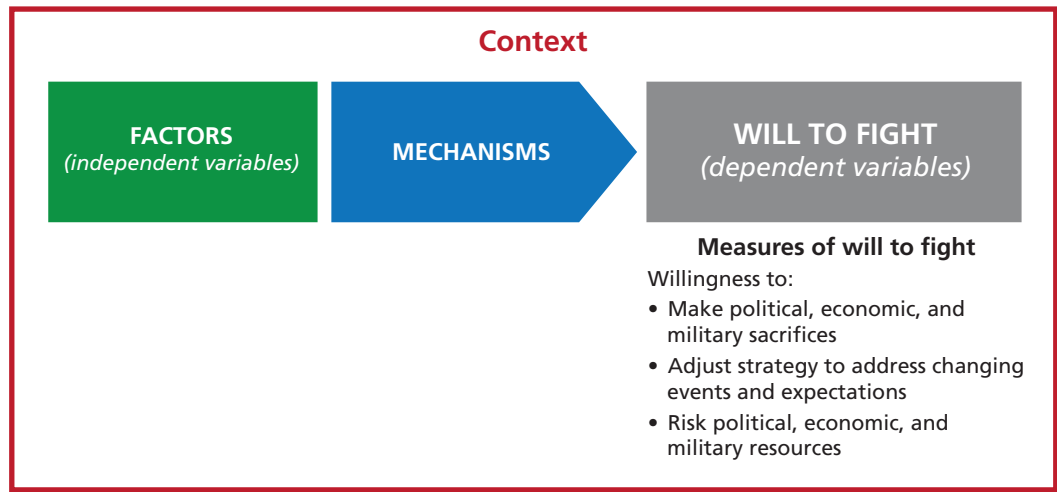 Context
FACTORS
(independent variables)
MECHANISMS
WILL TO FIGHT
(dependent variables)
Measures of will to fight
Willingness to:
• Make political, economic, and
military sacrifices
• Adjust strategy to address changing
events and expectations
• Risk political, economic, and
military resources